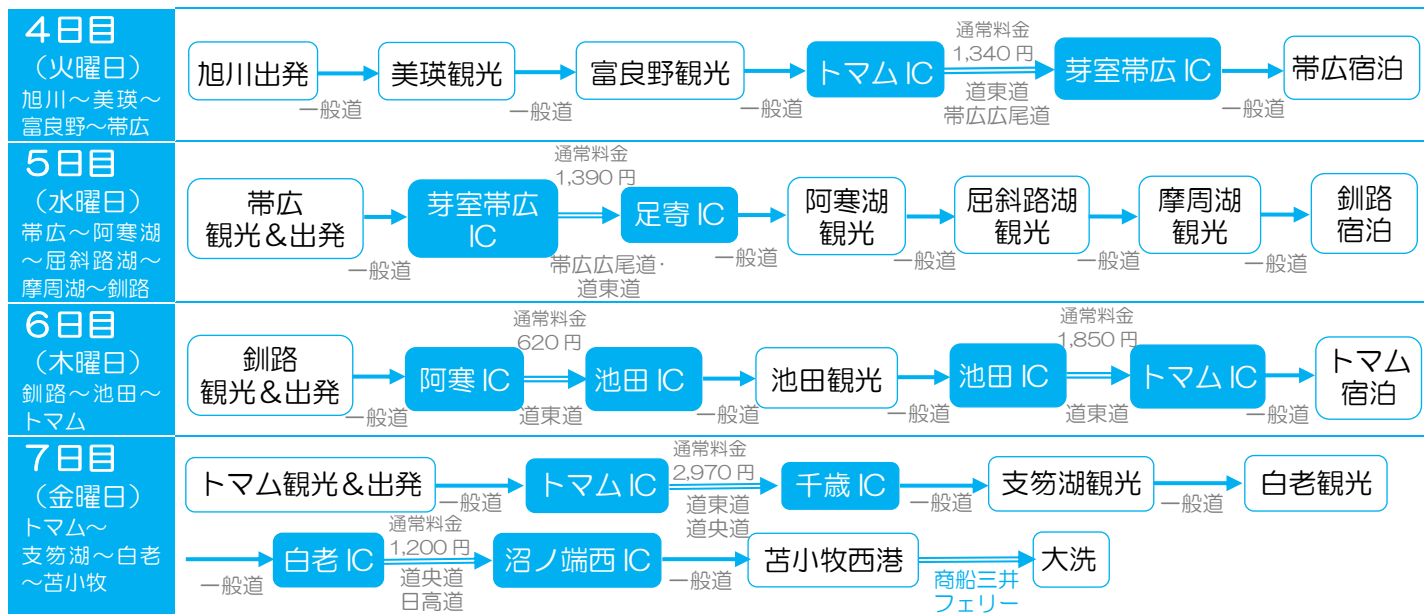 4日目
（火曜日）
旭川～美瑛～
富良野～帯広
旭川出発
一般道
美瑛観光
一般道
富良野観光
一般道
トマム IC
通常料金
1,340 円
道東道
帯広広尾道
芽室帯広 IC
一般道
帯広宿泊
5日目
（水曜日）
帯広～阿寒湖
～屈斜路湖～
摩周湖～釧路
帯広
観光＆出発
一般道
芽室帯広
IC
通常料金
1,390 円
帯広広尾道・
道東道
足寄 IC
一般道
阿寒湖
観光
一般道
屈斜路湖
観光
一般道
摩周湖
観光
一般道
釧路
宿泊
6日目
（木曜日）
釧路～池田～
トマム
釧路
観光＆出発
一般道
阿寒 IC
通常料金
620 円
道東道
池田 IC
一般道
池田観光
一般道
池田 IC
通常料金
1,850 円
道東道
トマム IC
一般道
トマム
宿泊
7日目
（金曜日）
トマム～
支笏湖～白老
～苫小牧
トマム観光＆出発
一般道
トマム IC
通常料金
2,970 円
道東道
道央道
千歳 IC
一般道
支笏湖観光
一般道
白老観光
一般道
白老 IC
通常料金
1,200 円
道央道
日高道
沼ノ端西 IC
一般道
苫小牧西港
商船三井
フェリー
大洗